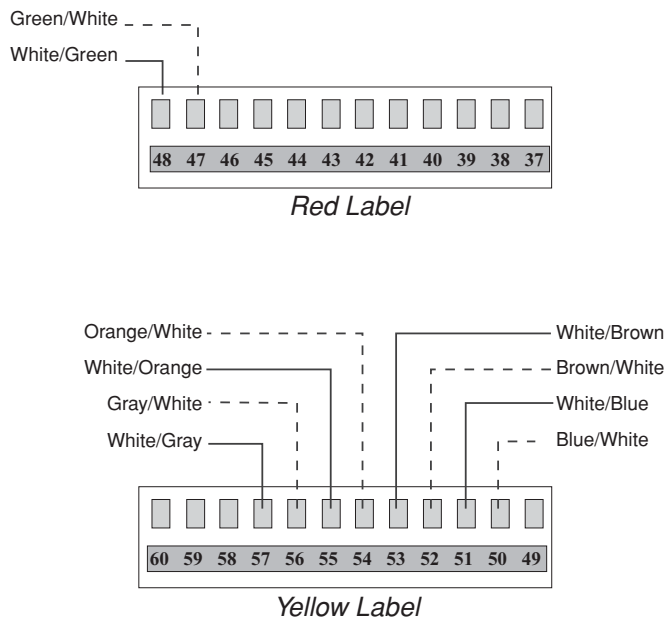 Green/White
White/Green
48 47 46 45 44 43 42 41 40 39 38 37
Red Label
Orange/White
White/Orange
Gray/White
White/Gray
White/Brown
Brown/White
White/Blue
Blue/White
60 59 58 57 56 55 54 53 52 51 50 49
Yellow Label